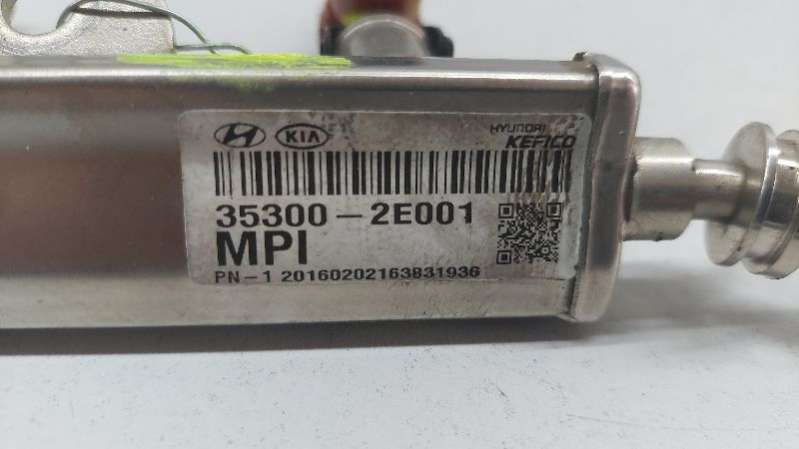 KIA HYUNDAI
KEFICO
35300-2E001
MPI
PN-1 20160202163831936